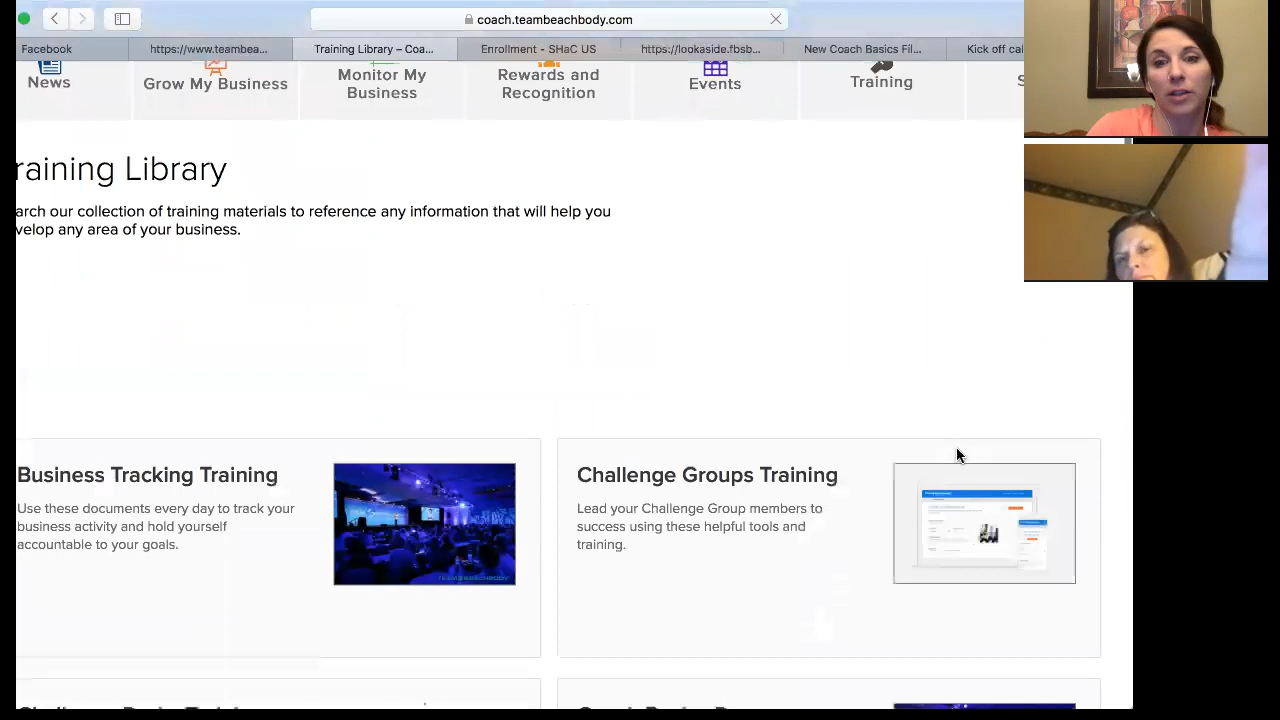 coach.teambeachbody.com
Facebook
https://www.teambea...
Training Library – Coa...
Enrollment - SHaC US
https://lookaside.fbsb...
New Coach Basics Fil...
Kick off cal
News
Grow My Business
Monitor My
Business
Rewards and
Recognition
Events
Training
S
raining Library
arch our collection of training materials to reference any information that will help you
velop any area of your business.
Business Tracking Training
Use these documents every day to track your
business activity and hold yourself
accountable to your goals.
TEAM BEACHBODY
Challenge Groups Training
Lead your Challenge Group members to
success using these helpful tools and
training.